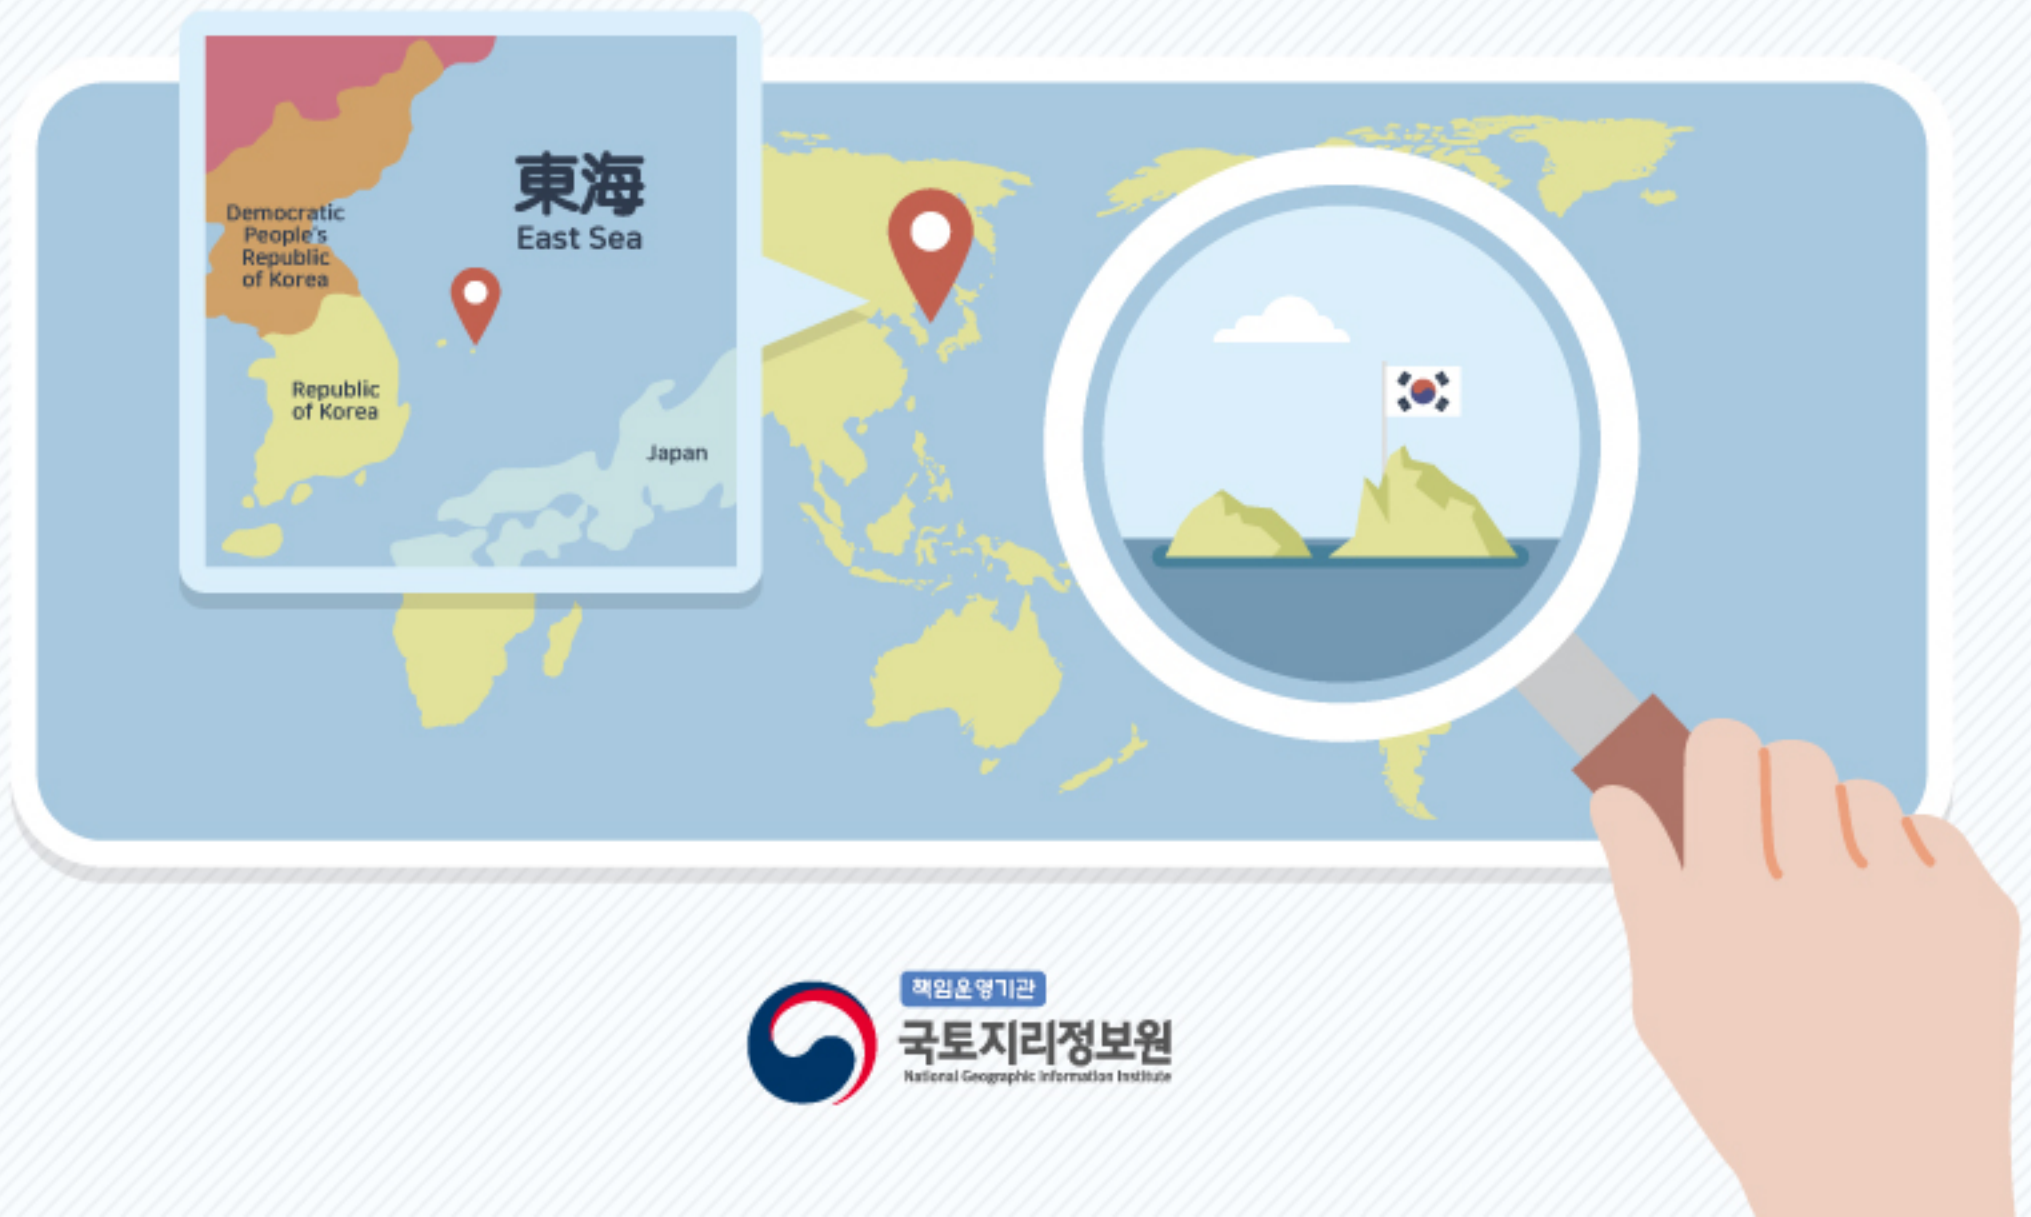 東海
East Sea
Democratic
People's
Republic
of Korea
Republic
of Korea
Japan
책임운영기관
국토지리정보원
National Geographic Information Institute